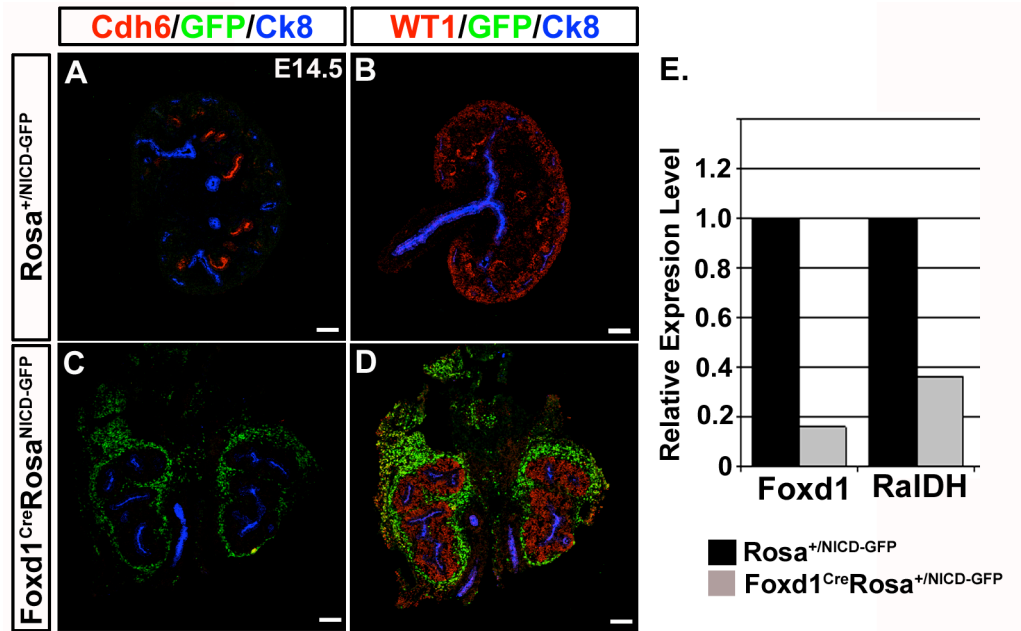 Cdh6/GFP/Ck8
WT1/GFP/Ck8
Rosa+/NICD-GFP
A
E14.5
B
Foxd1CreRosaNICD-GFP
C
D
E.
Relative Expresion Level
1.2
1.0
0.8
0.6
0.4
0.2
0
Foxd1
RalDH
Rosa+/NICD-GFP
Foxd1CreRosa+/NICD-GFP